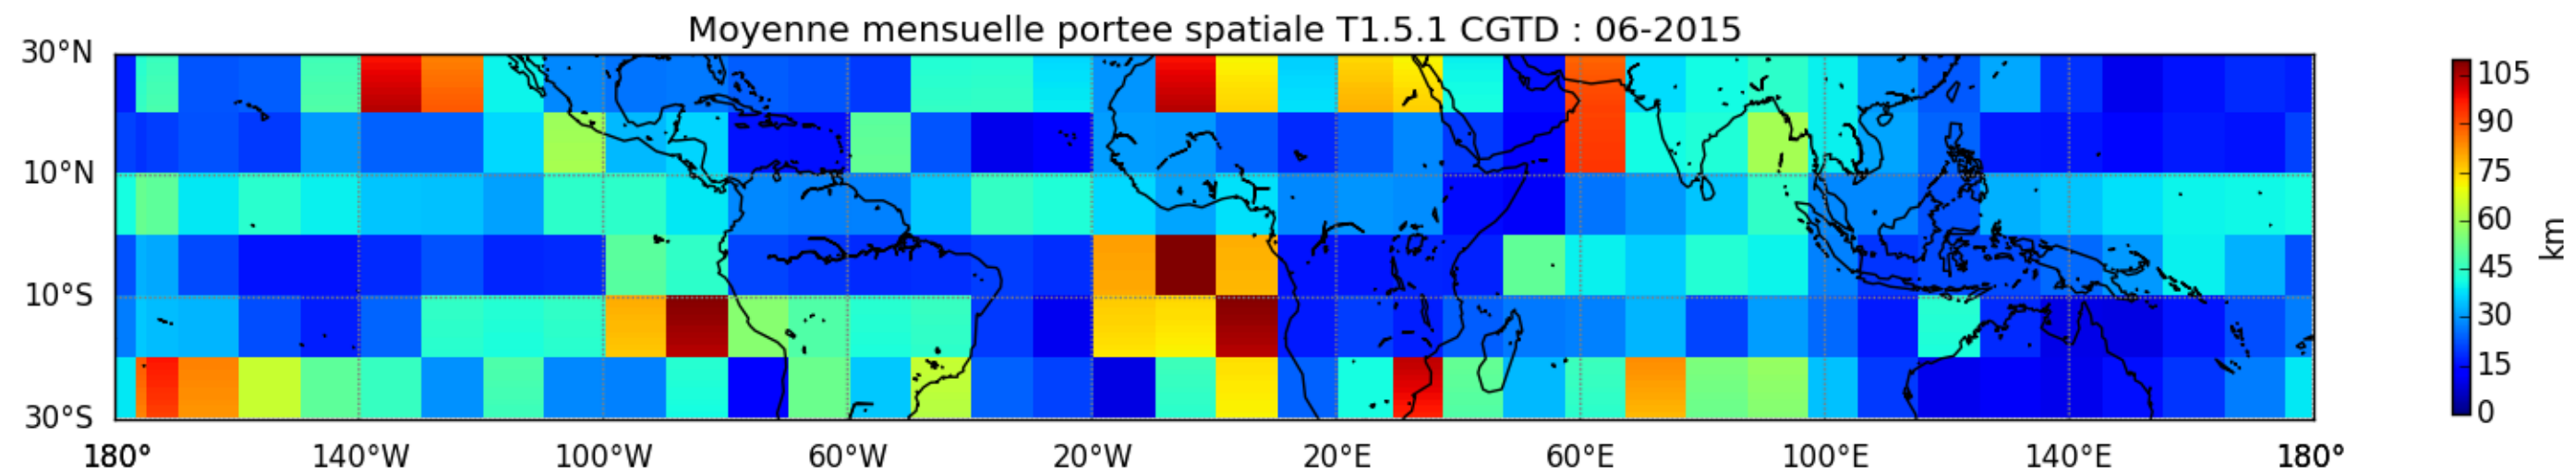 Moyenne mensuelle portee spatiale T1.5.1 CGTD : 06-2015
30°N
10°N
10°S
30°S
180° 140°W 100°W 60°W 20°W 20°E 60°E 100°E 140°E 180°
105
90
75
60
45
30
15
0
km